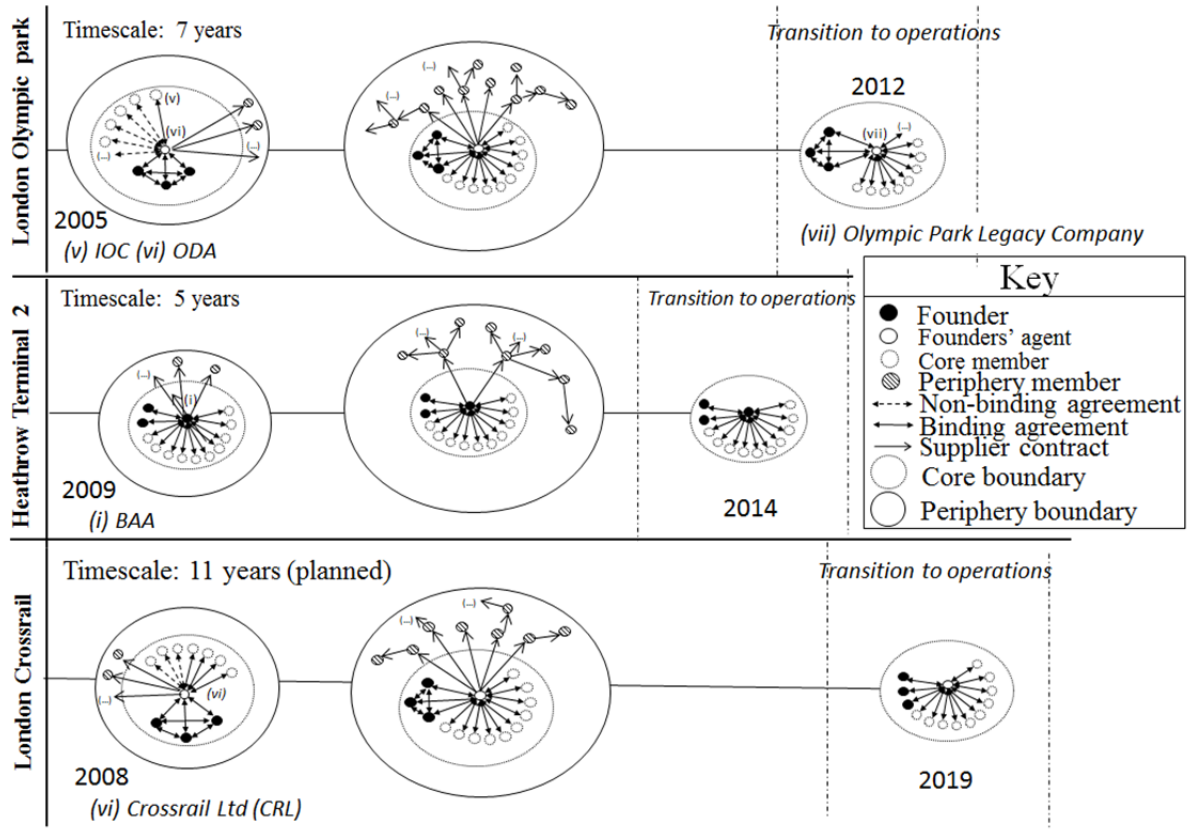 London Olympic park
Timescale: 7 years
Transition to operations
(...)
(...)
(v)
(vi)
(...)
(...)
2012
(vii)
(...)
2005
(v) IOC (vi) ODA
(vii) Olympic Park Legacy Company
Heathrow Terminal 2
Timescale: 5 years
Transition to operations
(...)
(...)
(...)
(i)
2009
(i) BAA
2014
Key
Founder
Founders' agent
Core member
Periphery member
Non-binding agreement
Binding agreement
Supplier contract
Core boundary
Periphery boundary
London Crossrail
Timescale: 11 years (planned)
Transition to operations
(...)
(...)
(...)
(vi)
2008
(vi) Crossrail Ltd (CRL)
2019